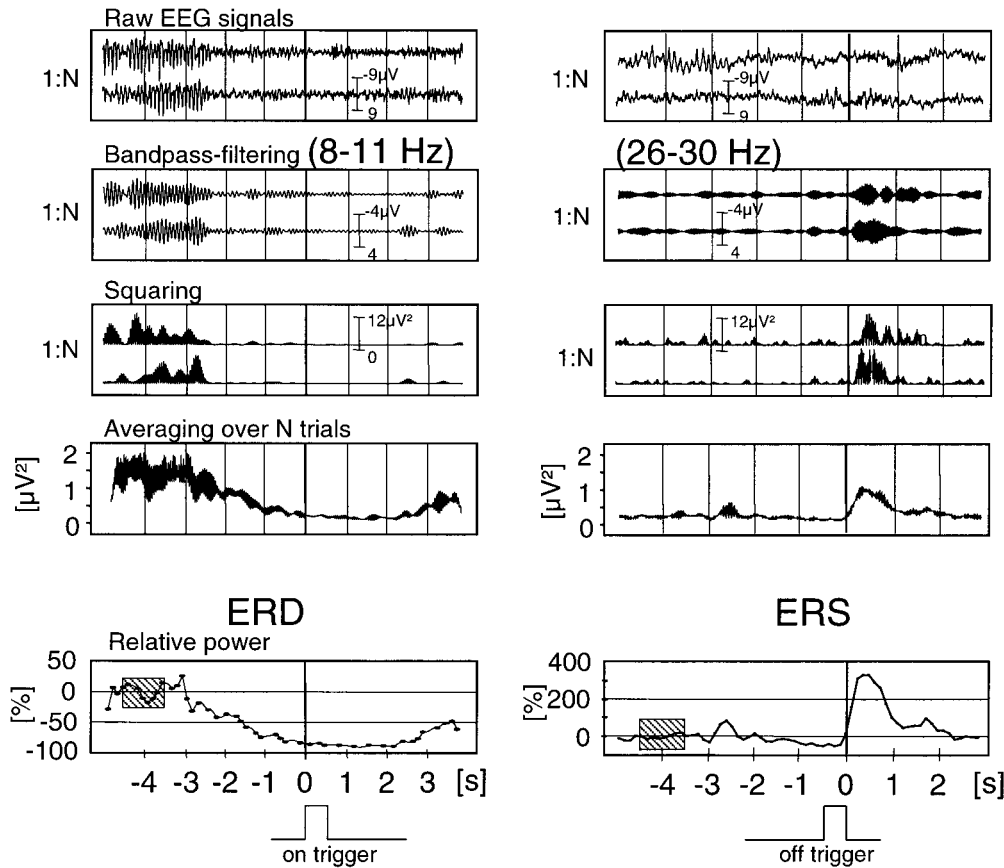 Raw EEG signals
1:N
-9µV
9
-9µV
9
1:N
Bandpass-filtering (8-11 Hz)
(26-30 Hz)
1:N
-4µV
4
-4µV
4
1:N
Squaring
1:N
12µV²
0
12µV²
1:N
Averaging over N trials
[µV²]
2
1
0
[µV²]
2
1
0
ERD
ERS
Relative power
[%]
50
0
-50
-100
[%]
400
200
0
-4 -3 -2 -1 0 1 2 3 [s]
-4 -3 -2 -1 0 1 2 [s]
on trigger
off trigger